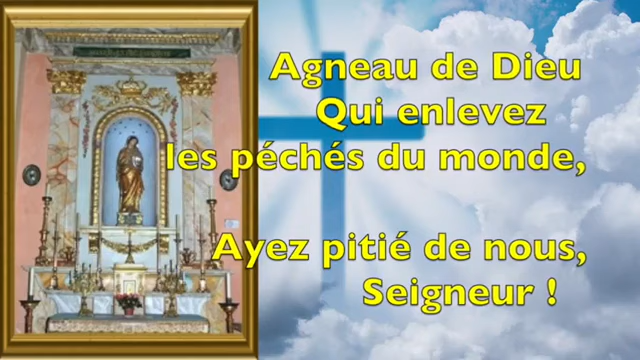 Agneau de Dieu
Qui enlevez
les péchés du monde,
Ayez pitié de nous,
Seigneur !